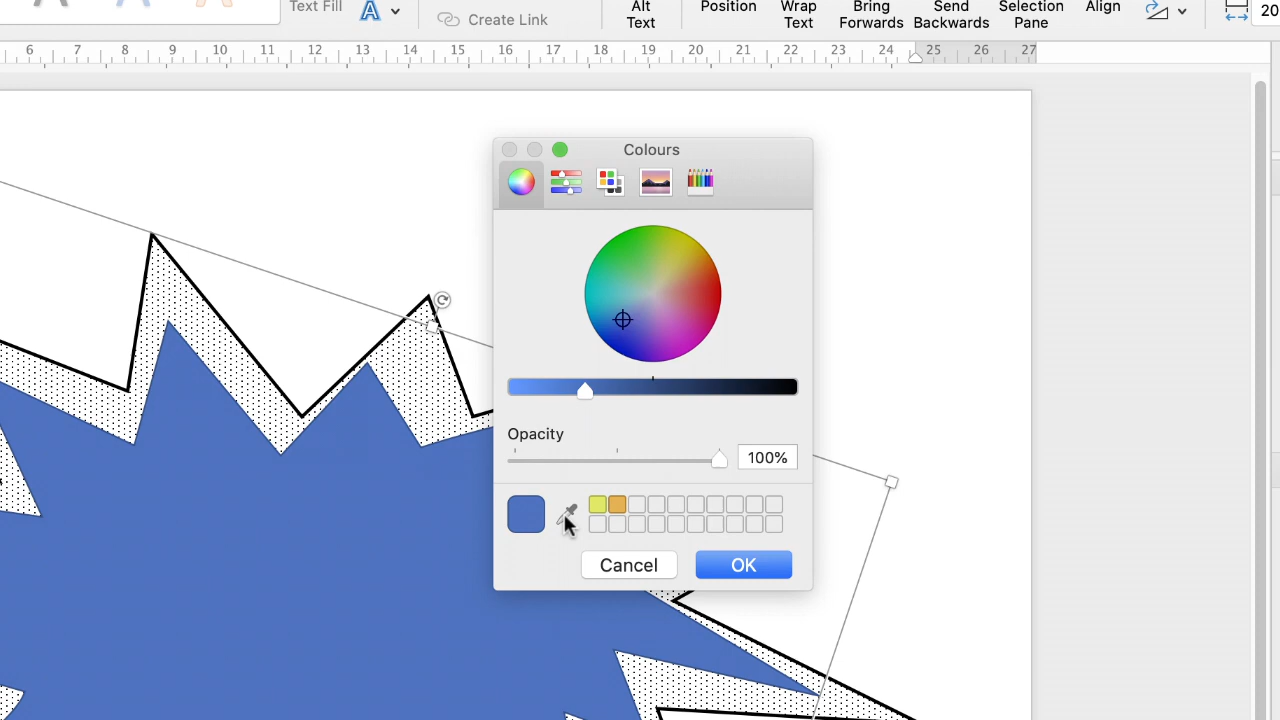 Text Fill
Create Link
Alt Text
Position
Wrap Text
Bring Forwards
Send Backwards
Selection Pane
Align
20
6 7 8 9 10 11 12 13 14 15 16 17 18 19 20 21 22 23 24 25 26 27
Colours
Opacity
100%
Cancel
OK